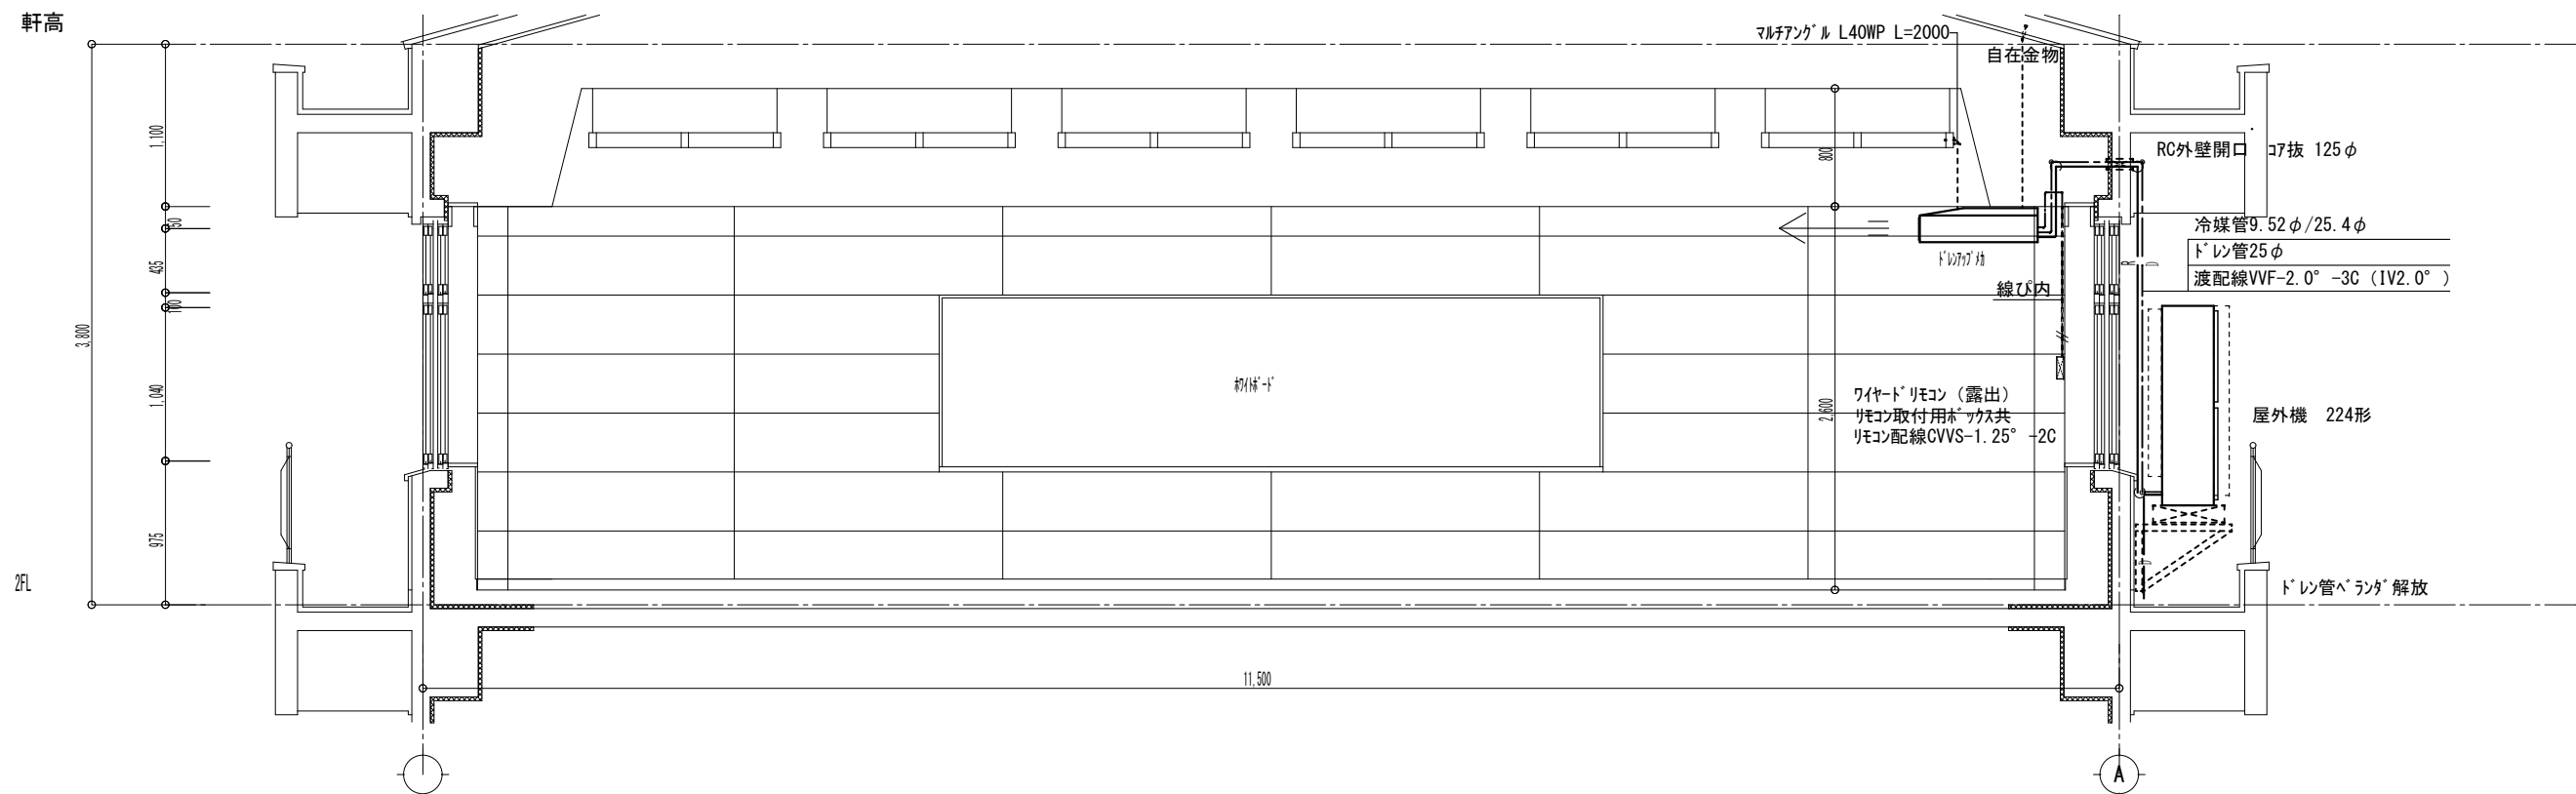 軒高
マルチアングル L40WP L=2000
自在金物
1,100
800
RC外壁開口 コア抜 125φ
150
冷媒管9.52φ/25.4φ
ドレン管25φ
渡配線VVF-2.0°-3C (IV2.0°)
ドレンアップメカ
435
線ぴ内
R
D
100
3,800
ホワイトボード
1,040
2,600
ワイヤードリモコン（露出）
リモコン取付用ボックス共
リモコン配線CVVS-1.25°-2C
屋外機 224形
975
D
2FL
ドレン管ベランダ解放
11,500
A